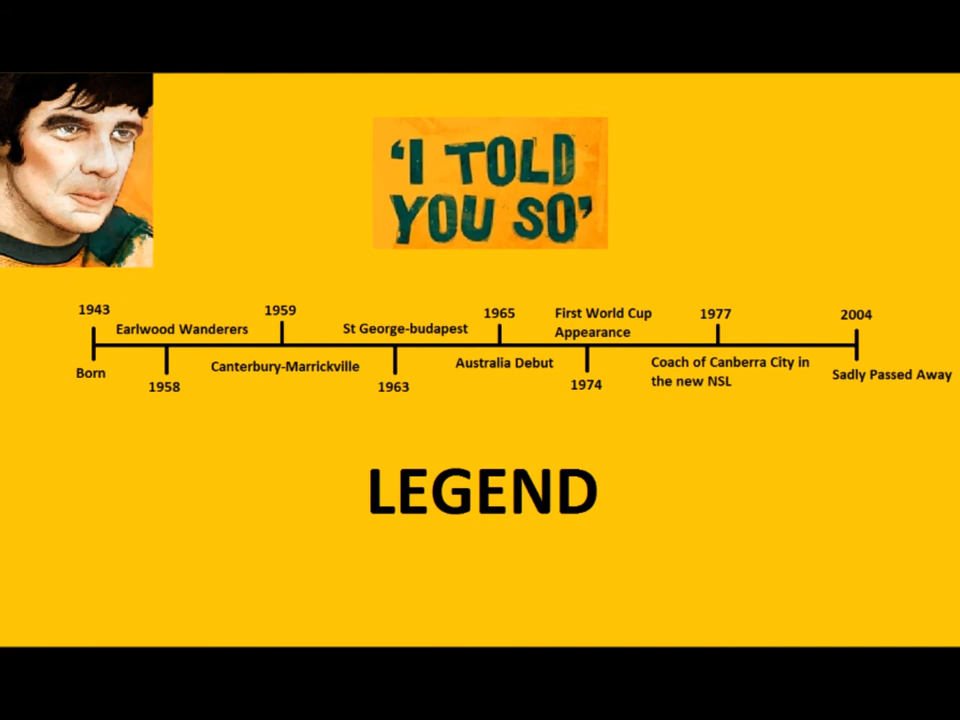 ‘I TOLD
YOU SO’
1943
Born
Earlwood Wanderers
1958
1959
Canterbury-Marrickville
St George-budapest
1963
1965
Australia Debut
First World Cup
Appearance
1974
1977
Coach of Canberra City in
the new NSL
2004
Sadly Passed Away
LEGEND